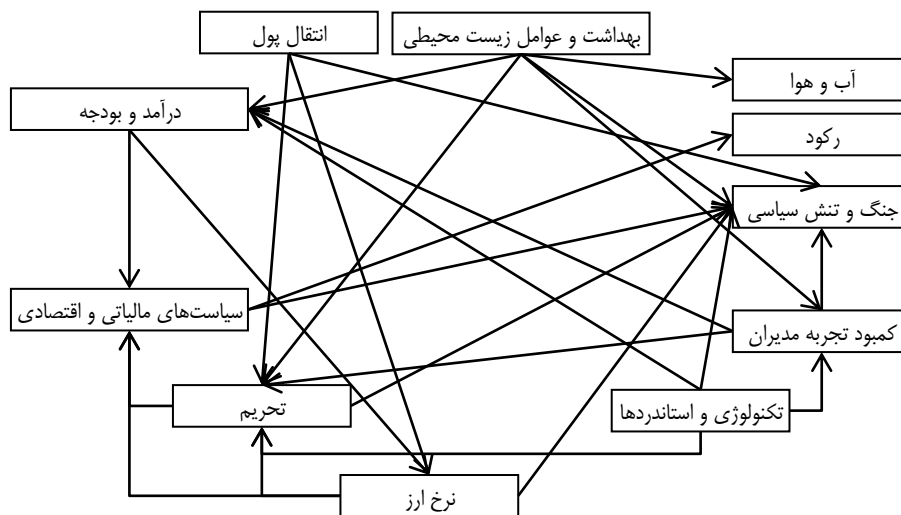 بهداشت و عوامل زیست محیطی
انتقال پول
آب و هوا
درآمد و بودجه
رکود
جنگ و تنش سیاسی
سیاست‌های مالیاتی و اقتصادی
کمبود تجربه مدیران
تحریم
تکنولوژی و استانداردها
نرخ ارز